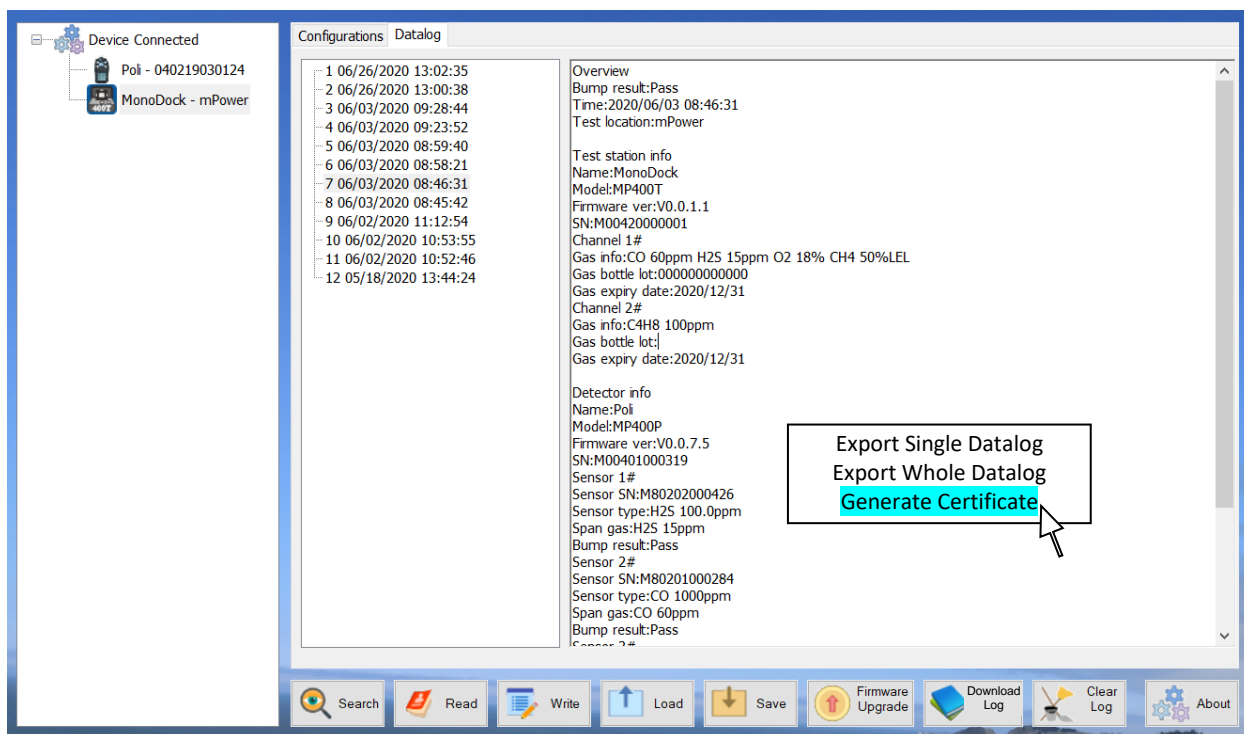 Device Connected
Poli - 040219030124
400T
MonoDock - mPower
Configurations Datalog
1 06/26/2020 13:02:35
2 06/26/2020 13:00:38
3 06/03/2020 09:28:44
4 06/03/2020 09:23:52
5 06/03/2020 08:59:40
6 06/03/2020 08:58:21
7 06/03/2020 08:46:31
8 06/03/2020 08:45:42
9 06/02/2020 11:12:54
10 06/02/2020 10:53:55
11 06/02/2020 10:52:46
12 05/18/2020 13:44:24
Overview
Bump result:Pass
Time:2020/06/03 08:46:31
Test location:mPower
Test station info
Name:MonoDock
Model:MP400T
Firmware ver:V0.0.1.1
SN:M00420000001
Channel 1#
Gas info:CO 60ppm H2S 15ppm O2 18% CH4 50%LEL
Gas bottle lot:000000000000
Gas expiry date:2020/12/31
Channel 2#
Gas info:C4H8 100ppm
Gas bottle lot:
Gas expiry date:2020/12/31
Detector info
Name:Poli
Model:MP400P
Firmware ver:V0.0.7.5
SN:M00401000319
Sensor 1#
Sensor SN:M80202000426
Sensor type:H2S 100.0ppm
Span gas:H2S 15ppm
Bump result:Pass
Sensor 2#
Sensor SN:M80201000284
Sensor type:CO 1000ppm
Span gas:CO 60ppm
Bump result:Pass
Sensor 3#
Export Single Datalog
Export Whole Datalog
Generate Certificate
Search
Read
Write
Load
Save
Firmware
Upgrade
Download
Log
Clear
Log
About